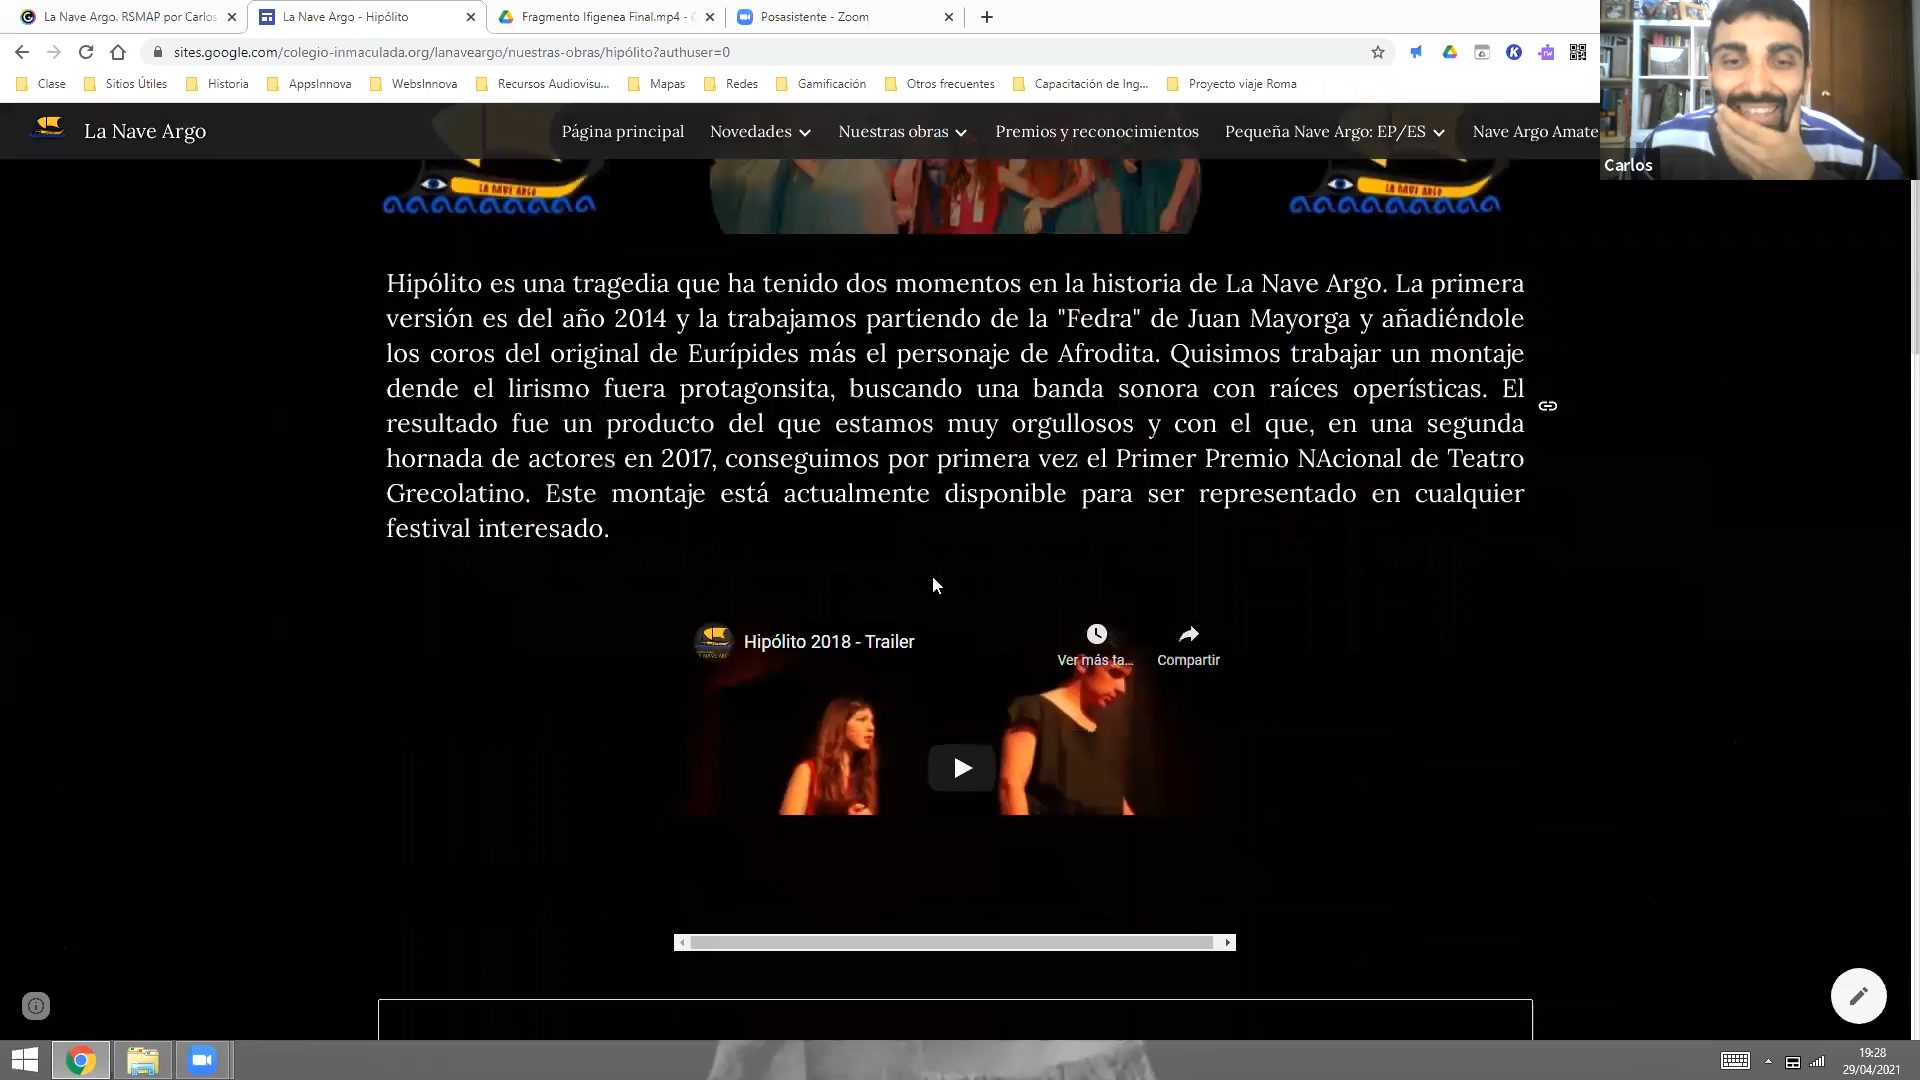 La Nave Argo. RSMAP por Carlos
La Nave Argo - Hipólito
Fragmento Ifigenea Final.mp4 -
Posasistente - Zoom
sites.google.com/colegio-inmaculada.org/lanaveargo/nuestras-obras/hipólito?authuser=0
Clase
Sitios Útiles
Historia
AppsInnova
WebsInnova
Recursos Audiovisu...
Mapas
Redes
Gamificación
Otros frecuentes
Capacitación de Ing...
Proyecto viaje Roma
La Nave Argo
Página principal
Novedades
Nuestras obras
Premios y reconocimientos
Pequeña Nave Argo: EP/ES
Nave Argo Amate
Carlos
LA NAVE ARGO
LA NAVE ARGO
Hipólito es una tragedia que ha tenido dos momentos en la historia de La Nave Argo. La primera
versión es del año 2014 y la trabajamos partiendo de la "Fedra" de Juan Mayorga y añadiéndole
los coros del original de Eurípides más el personaje de Afrodita. Quisimos trabajar un montaje
dende el lirismo fuera protagonsita, buscando una banda sonora con raíces operísticas. El
resultado fue un producto del que estamos muy orgullosos y con el que, en una segunda
hornada de actores en 2017, conseguimos por primera vez el Primer Premio NAcional de Teatro
Grecolatino. Este montaje está actualmente disponible para ser representado en cualquier
festival interesado.
Hipólito 2018 - Trailer
Ver más ta...
Compartir
19:28
29/04/2021